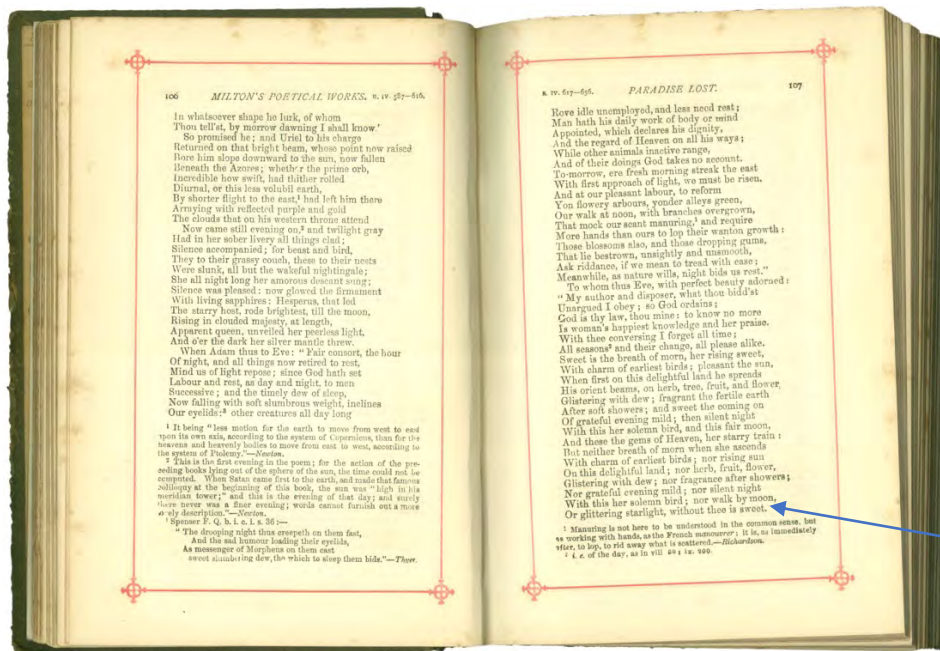 106 MILTON'S POETICAL WORKS. B. IV. 587—616.
In whatsoever shape he lurk, of whom
Thou tell'st, by morrow dawning I shall know.'
So promised he; and Uriel to his charge
Returned on that bright beam, whose point now raised
Bore him slope downward to the sun, now fallen
Beneath the Azores; whether the prime orb,
Incredible how swift, had thither rolled
Diurnal, or this less volubil earth,
By shorter flight to the east,¹ had left him there
Arraying with reflected purple and gold
The clouds that on his western throne attend
Now came still evening on,² and twilight gray
Had in her sober livery all things clad;
Silence accompanied; for beast and bird,
They to their grassy couch, these to their nests
Were slunk, all but the wakeful nightingale;
She all night long her amorous descant sung;
Silence was pleased: now glowed the firmament
With living sapphires: Hesperus, that led
The starry host, rode brightest, till the moon,
Rising in clouded majesty, at length,
Apparent queen, unveiled her peerless light,
And o'er the dark her silver mantle threw.
When Adam thus to Eve: "Fair consort, the hour
Of night, and all things now retired to rest,
Mind us of light repose; since God hath set
Labour and rest, as day and night, to men
Successive; and the timely dew of sleep,
Now falling with soft slumbrous weight, inclines
Our eyelids:³ other creatures all day long
¹ It being "less motion for the earth to move from west to east
upon its own axis, according to the system of Copernicus, than for the
heavens and heavenly bodies to move from east to west, according to
the system of Ptolemy."—Newton.
² This is the first evening in the poem; for the action of the pre-
ceding books lying out of the sphere of the sun, the time could not be
computed. When Satan came first to the earth, and made that famous
soliloquy at the beginning of this book, the sun was "high in his
meridian tower;" and this is the evening of that day; and surely
there never was a finer evening; words cannot furnish out a more
lovely description."—Newton.
³ Spenser F. Q. b. i. c. i. s. 36:—
"The drooping night thus creepeth on them fast,
And the sad humour loading their eyelids,
As messenger of Morpheus on them cast
sweet slumbering dew, the which to sleep them bids."—Thyer.
B. IV. 617—656. PARADISE LOST. 107
Rove idle unemployed, and less need rest;
Man hath his daily work of body or mind
Appointed, which declares his dignity,
And the regard of Heaven on all his ways;
While other animals inactive range,
And of their doings God takes no account.
To-morrow, ere fresh morning streak the east
With first approach of light, we must be risen,
And at our pleasant labour, to reform
Yon flowery arbours, yonder alleys green,
Our walk at noon, with branches overgrown,
That mock our scant manuring,¹ and require
More hands than ours to lop their wanton growth:
Those blossoms also, and those dropping gums,
That lie bestrown, unsightly and unsmooth,
Ask riddance, if we mean to tread with ease;
Meanwhile, as nature wills, night bids us rest."
To whom thus Eve, with perfect beauty adorned:
"My author and disposer, what thou bidd'st
Unargued I obey; so God ordains;
God is thy law, thou mine: to know no more
Is woman's happiest knowledge and her praise.
With thee conversing I forget all time;
All seasons² and their change, all please alike.
Sweet is the breath of morn, her rising sweet,
With charm of earliest birds; pleasant the sun,
When first on this delightful land he spreads
His orient beams, on herb, tree, fruit, and flower,
Glistering with dew; fragrant the fertile earth
After soft showers; and sweet the coming on
Of grateful evening mild; then silent night
With this her solemn bird, and this fair moon,
And these the gems of Heaven, her starry train:
But neither breath of morn when she ascends
With charm of earliest birds; nor rising sun
On this delightful land; nor herb, fruit, flower,
Glistering with dew; nor fragrance after showers;
Nor grateful evening mild; nor silent night
With this her solemn bird; nor walk by moon,
Or glittering starlight, without thee is sweet.
¹ Manuring is not here to be understood in the common sense, but
as working with hands, as the French manouvrer; it is, as immediately
after, to lop, to rid away what is scattered.—Richardson.
² i. e. of the day, as in viii